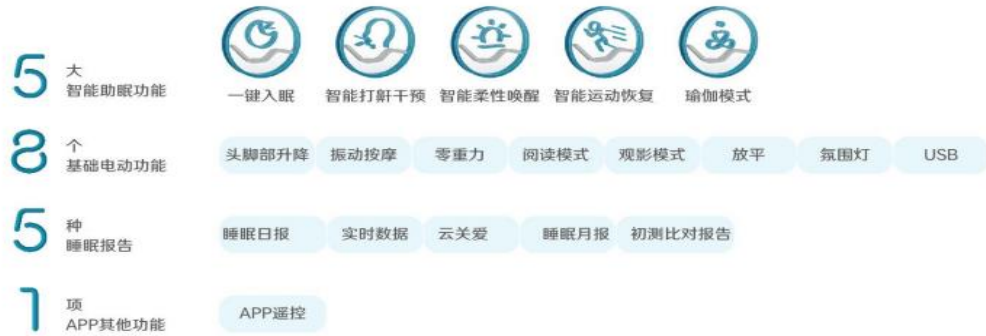 5 大
智能助眠功能
一键入眠 智能打鼾干预 智能柔性唤醒 智能运动恢复 瑜伽模式
8 个
基础电动功能
头脚部升降 振动按摩 零重力 阅读模式 观影模式 放平 氛围灯 USB
5 种
睡眠报告
睡眠日报 实时数据 云关爱 睡眠月报 初测比对报告
1 项
APP其他功能
APP遥控